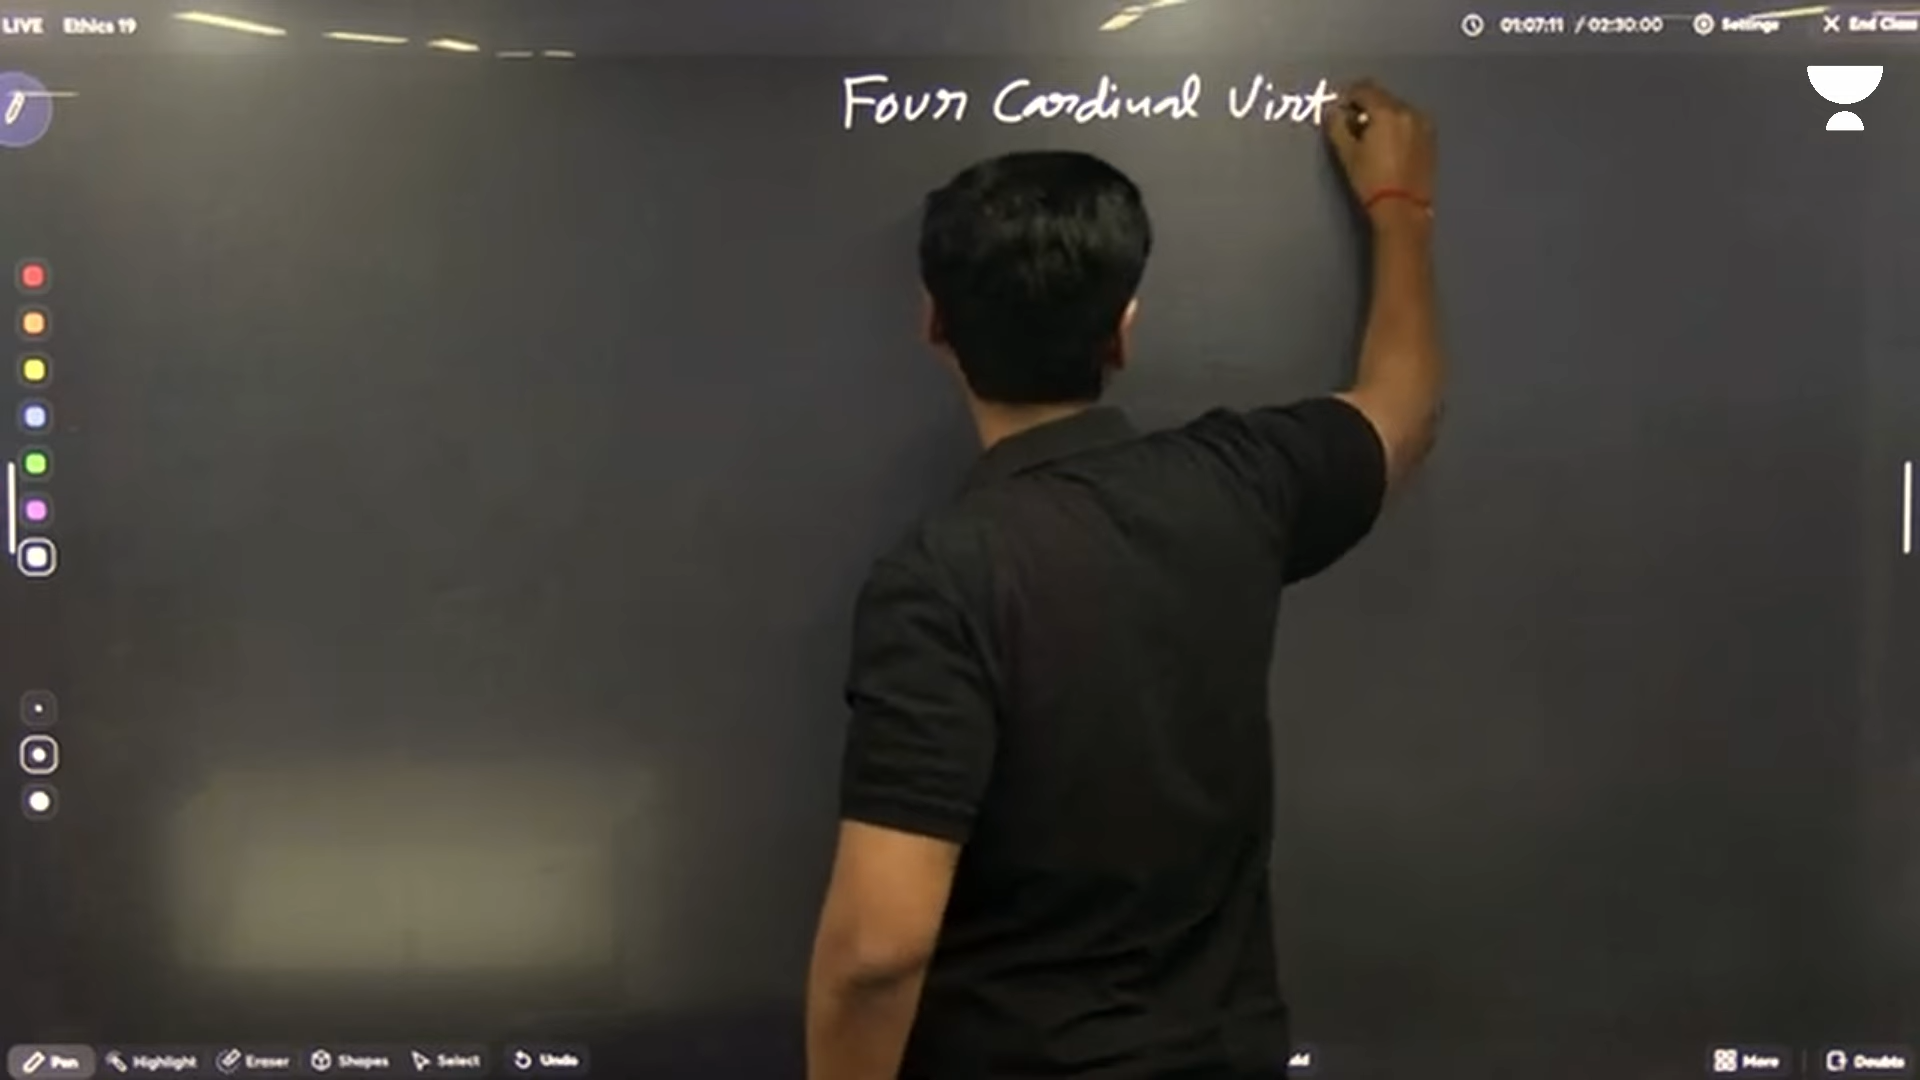 LIVE Ethics 19 01:07:11 / 02:30:00 Settings End Class
Four Cardinal Virt
Pen Highlight Eraser Shapes Select Undo More Doubts